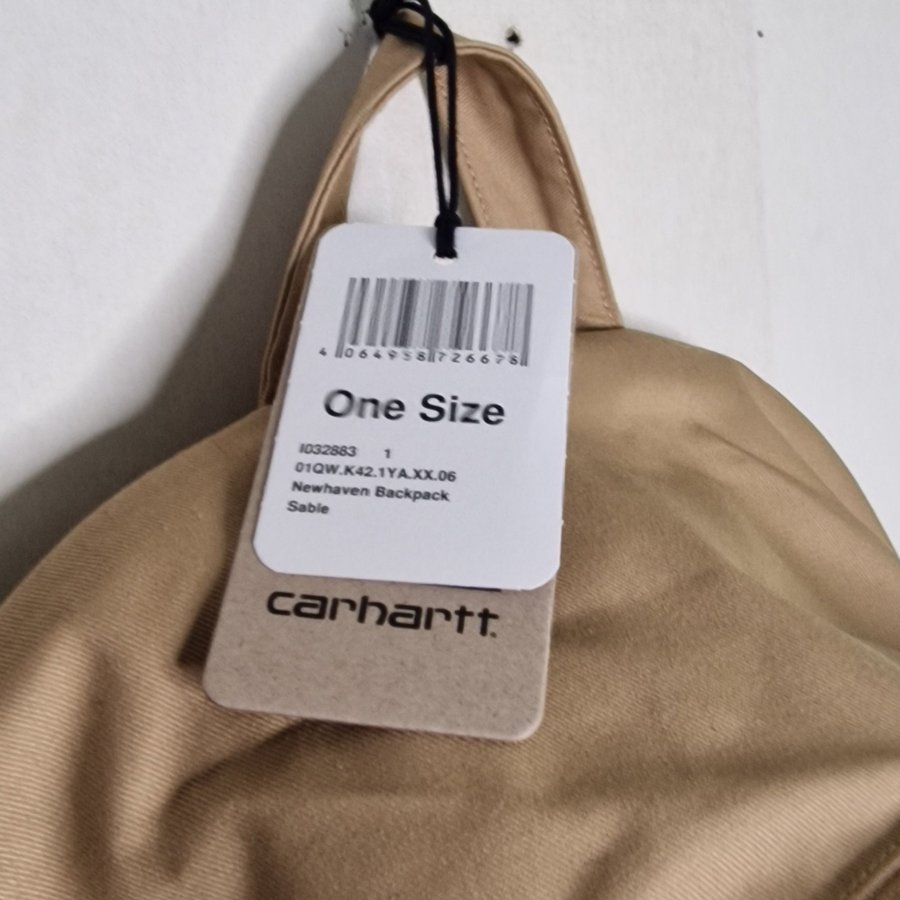 4 064958 726678
One Size
I032883 1
01QW.K42.1YA.XX.06
Newhaven Backpack
Sable
carhartt.